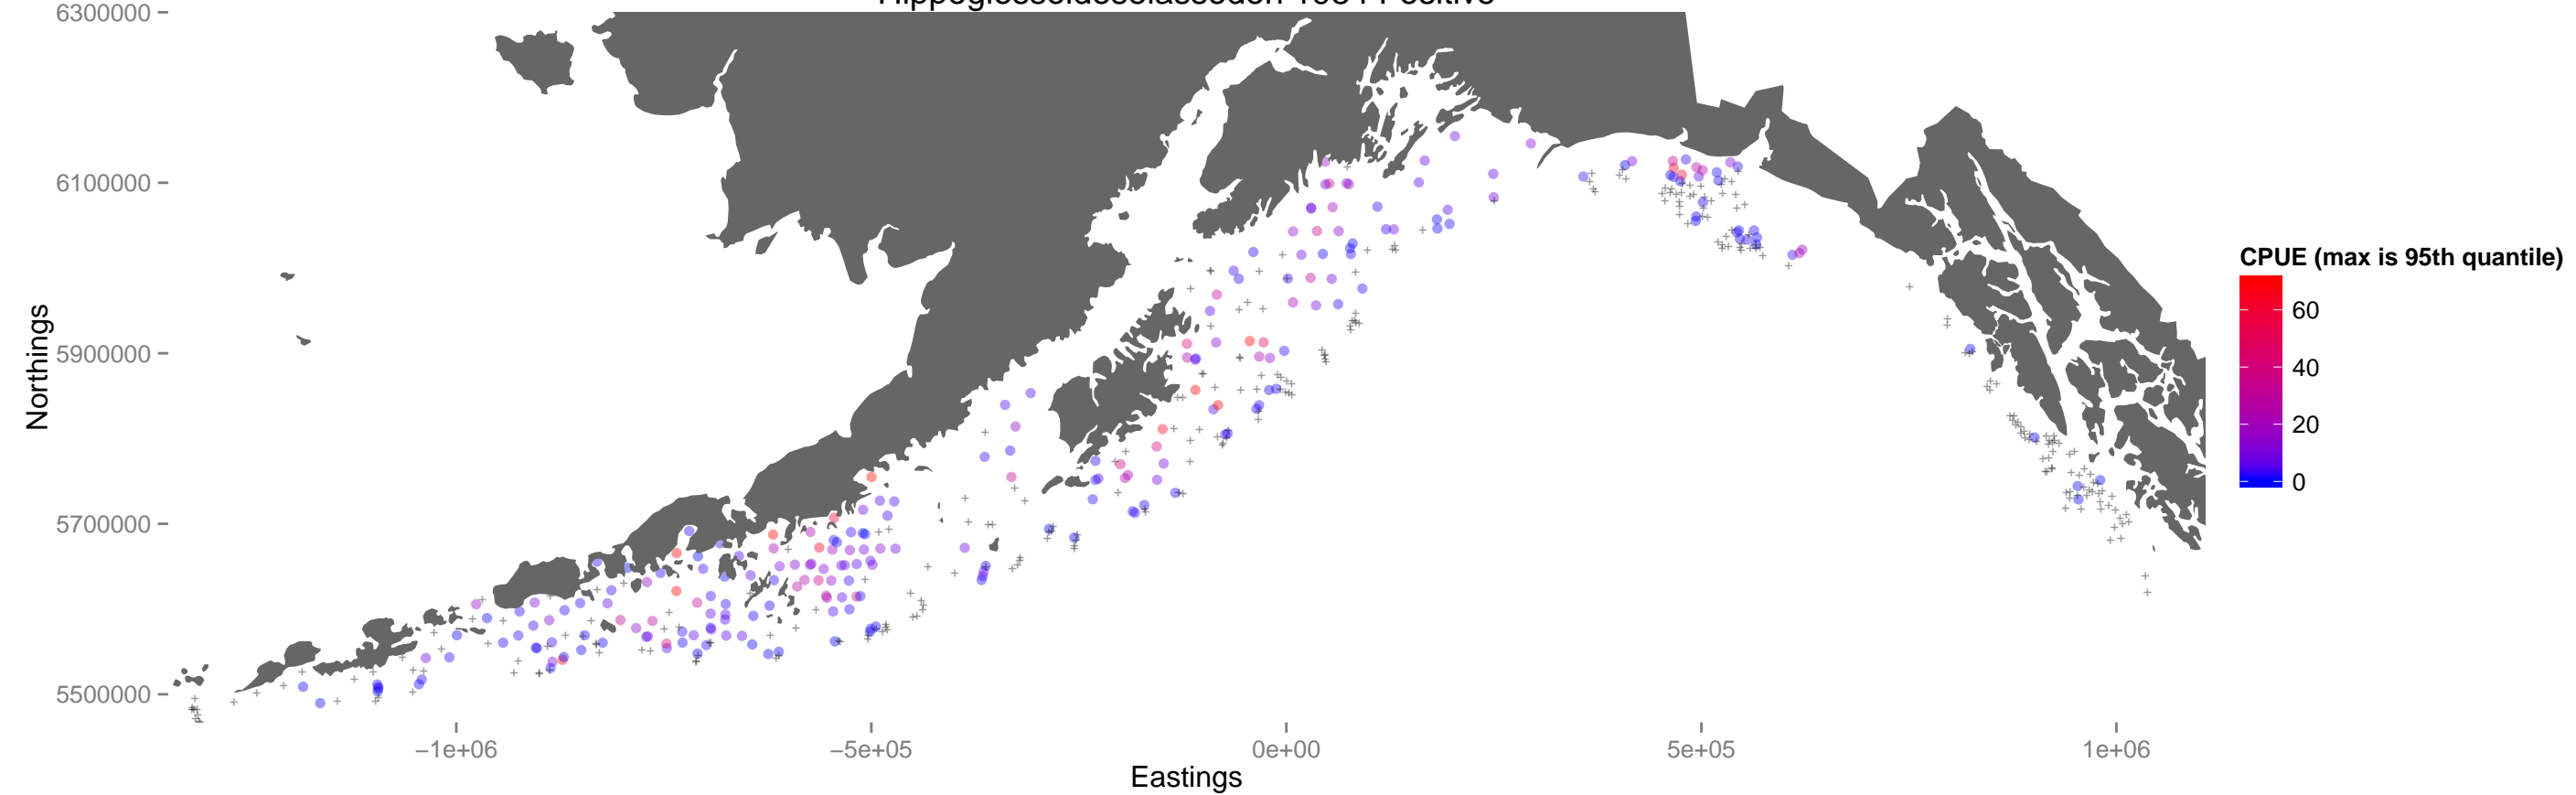 6300000
6100000
5900000
5700000
5500000
Northings
−1e+06
−5e+05
0e+00
5e+05
1e+06
Eastings
CPUE (max is 95th quantile)
60
40
20
0